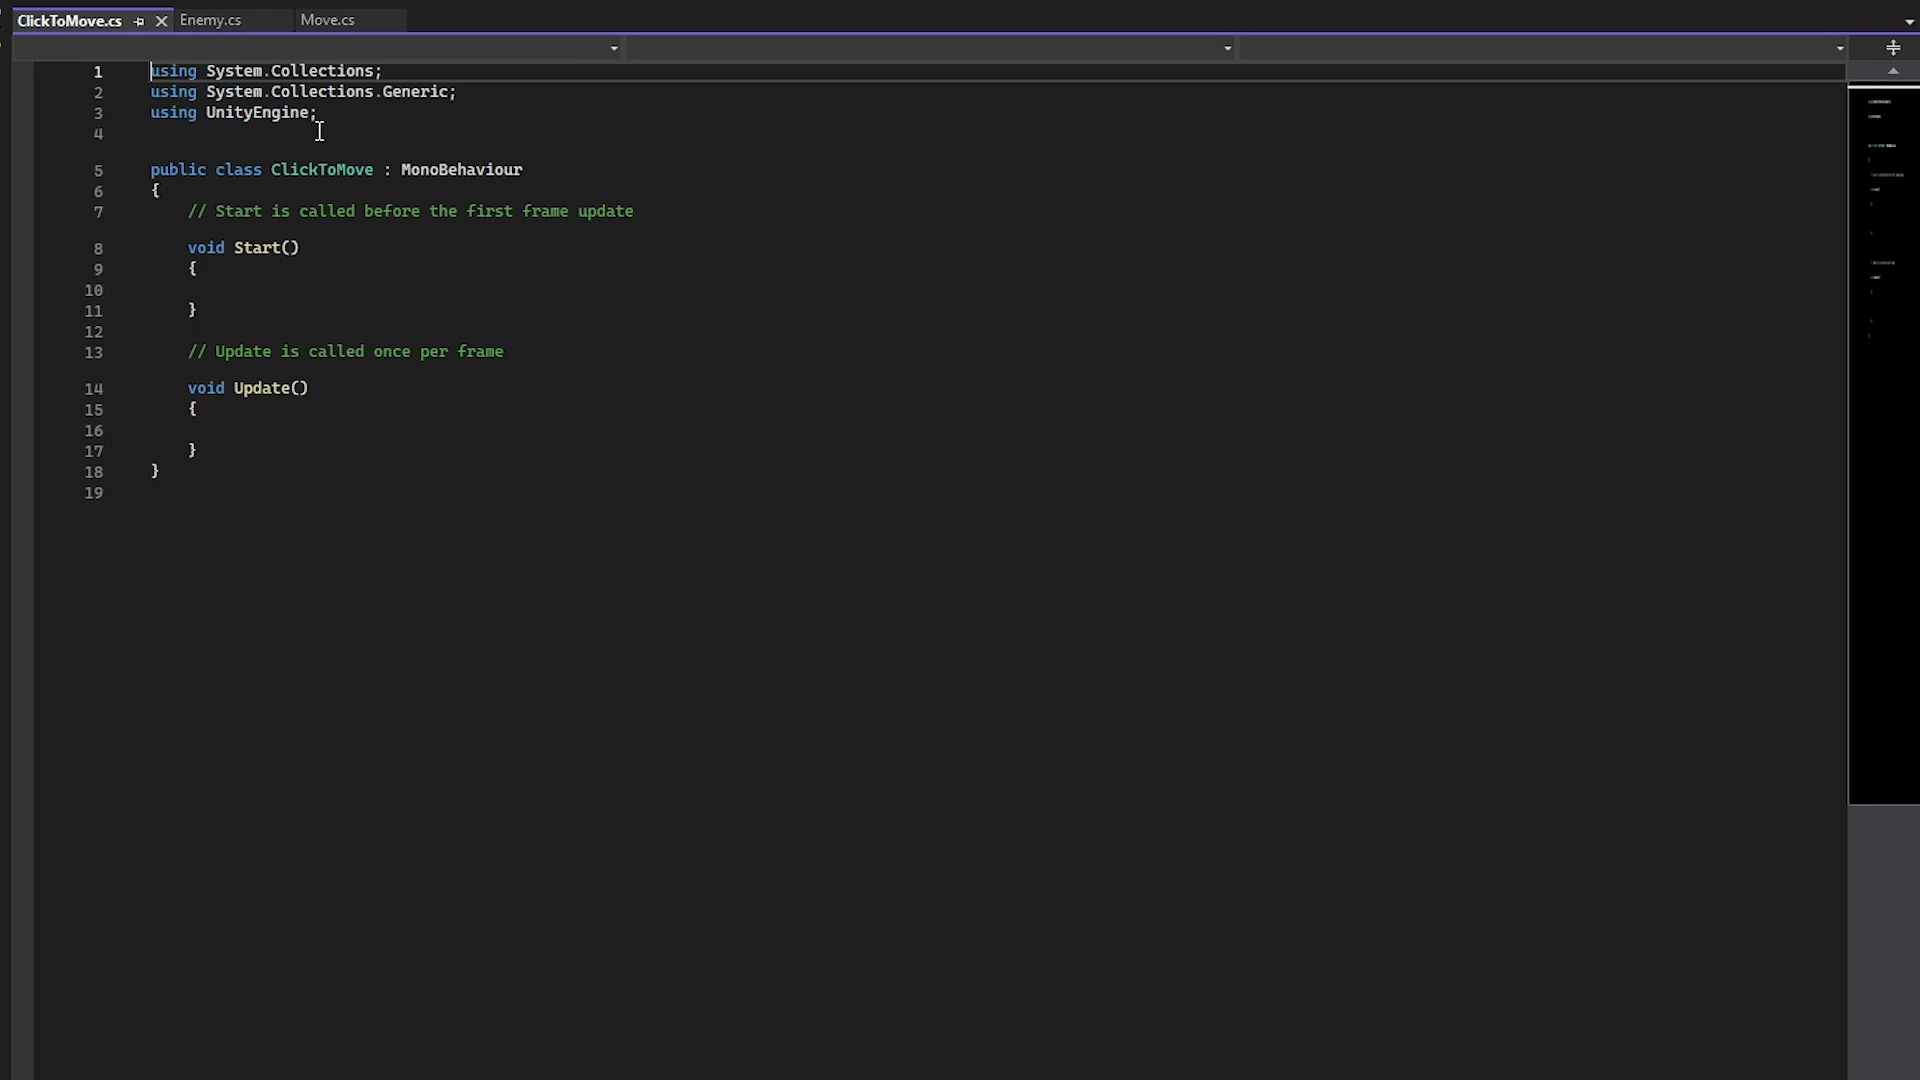 ClickToMove.cs Enemy.cs Move.cs
1 using System.Collections;
2 using System.Collections.Generic;
3 using UnityEngine;
4
5 public class ClickToMove : MonoBehaviour
6 {
7 // Start is called before the first frame update
8 void Start()
9 {
10
11 }
12
13 // Update is called once per frame
14 void Update()
15 {
16
17 }
18 }
19